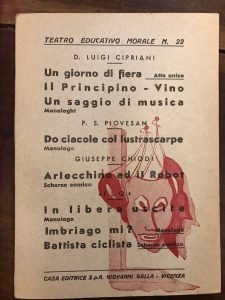 TEATRO EDUCATIVO MORALE N. 22
D. LUIGI CIPRIANI
Un giorno di fiera Atto unico
Il Principino - Vino
Un saggio di musica
Monologhi
P. S. PIOVESAN
Do ciacole col lustrascarpe
Monologo
GIUSEPPE CHIODI
Arlecchino ed il Robot
Scherzo comico
In libera uscita
Monologo
Imbriago mi? Monologo
Battista ciclista Scherzo comico
CASA EDITRICE S.p.A. GIOVANNI GALLA - VICENZA